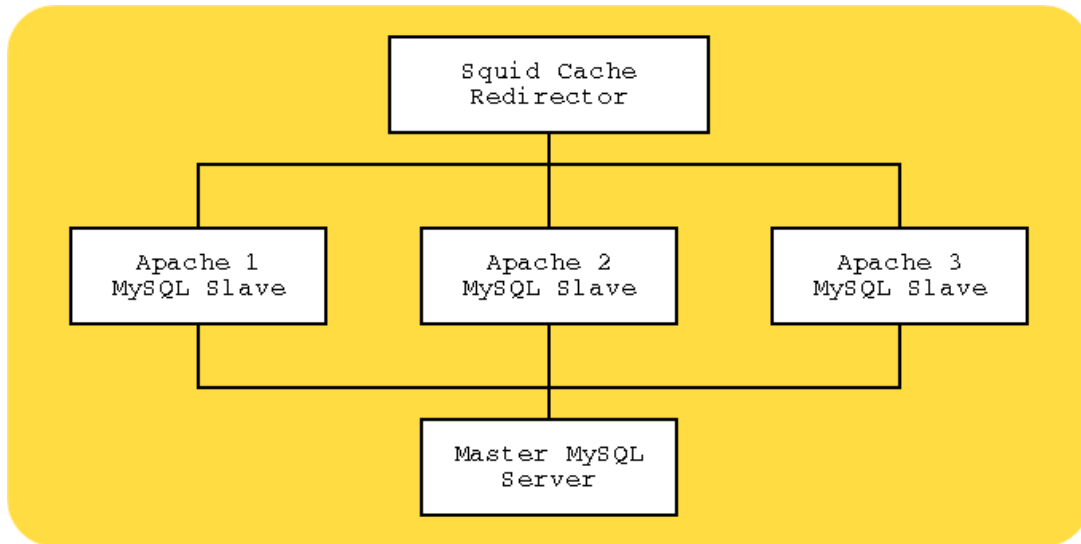 Squid Cache
Redirector
Apache 1
MySQL Slave
Apache 2
MySQL Slave
Apache 3
MySQL Slave
Master MySQL
Server